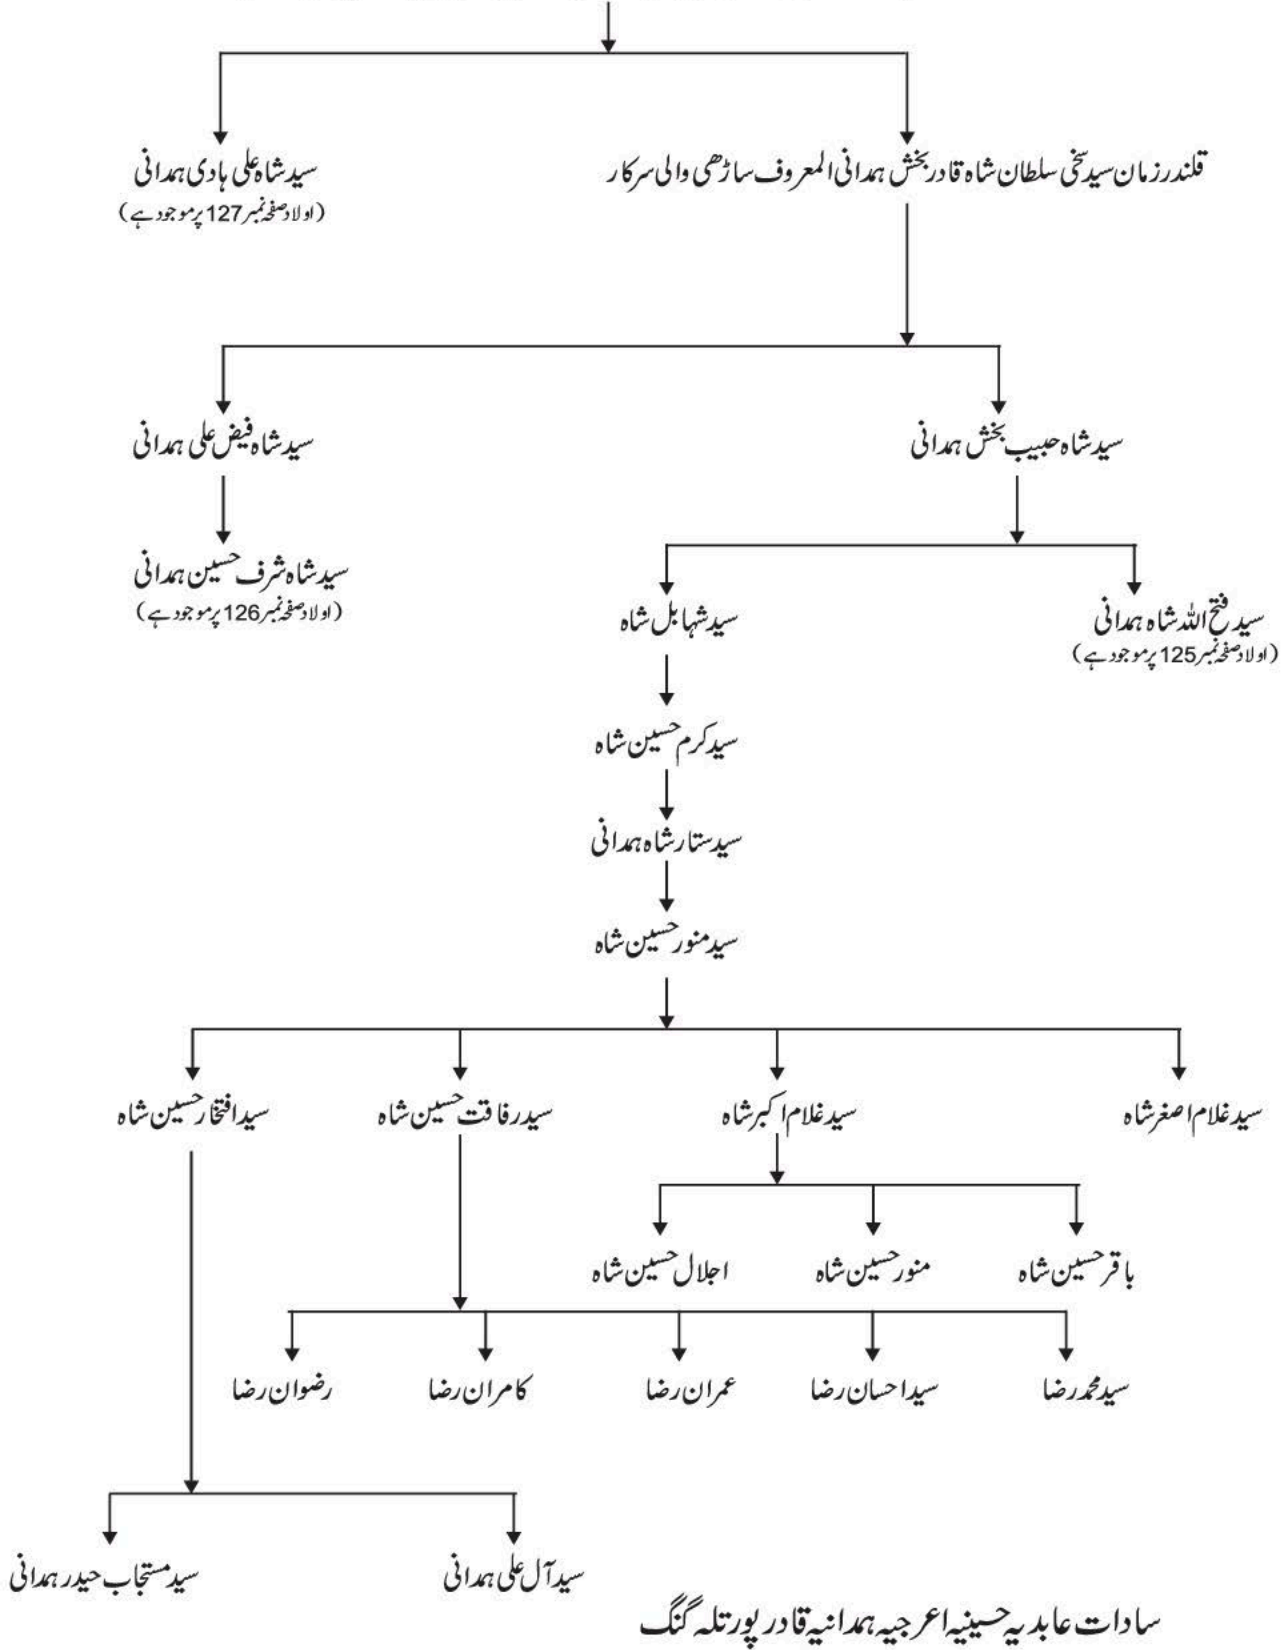 قلندر زمان سید سخی سلطان شاہ قادر بخش ہمدانی المعروف ساڑھی والی سرکار
سید شاہ علی ہادی ہمدانی
(اولاد صفحہ نمبر 127 پر موجود ہے)
سید شاہ حبیب بخش ہمدانی
سید شاہ فیض علی ہمدانی
سید شاہ شرف حسین ہمدانی
(اولاد صفحہ نمبر 126 پر موجود ہے)
سید فتح اللہ شاہ ہمدانی
(اولاد صفحہ نمبر 125 پر موجود ہے)
سید شہابل شاہ
سید کرم حسین شاہ
سید ستار شاہ ہمدانی
سید منور حسین شاہ
سید غلام اصغر شاہ
سید غلام اکبر شاہ
سید رفاقت حسین شاہ
سید افتخار حسین شاہ
باقر حسین شاہ
منور حسین شاہ
اجلال حسین شاہ
سید محمد رضا
سید احسان رضا
عمران رضا
کامران رضا
رضوان رضا
سید آل علی ہمدانی
سید مستجاب حیدر ہمدانی
سادات عابدیہ حسینیہ اعرجیہ ہمدانیہ قادر پور تلہ گنگ